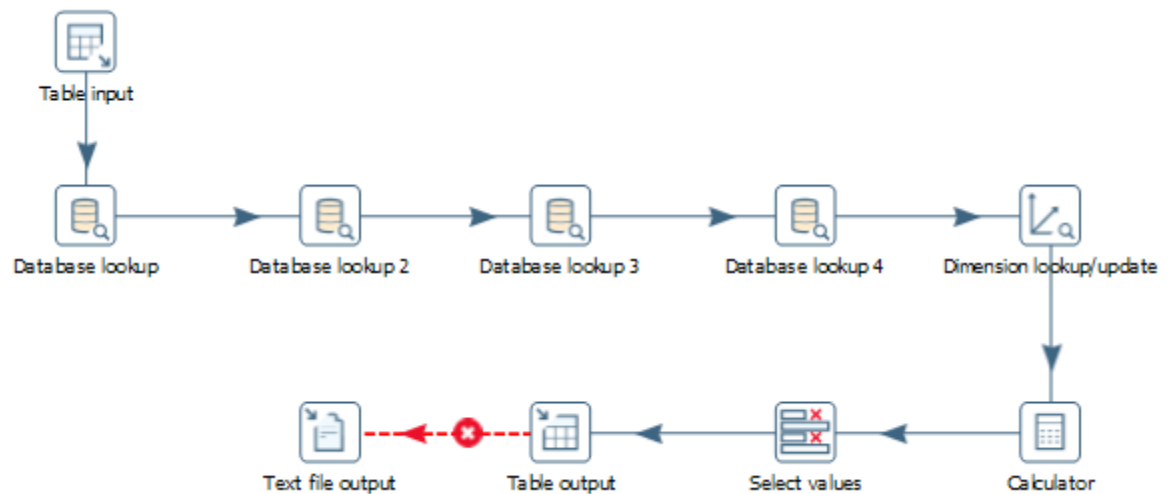 Table input
Database lookup
Database lookup 2
Database lookup 3
Database lookup 4
Dimension lookup/update
Text file output
Table output
Select values
Calculator